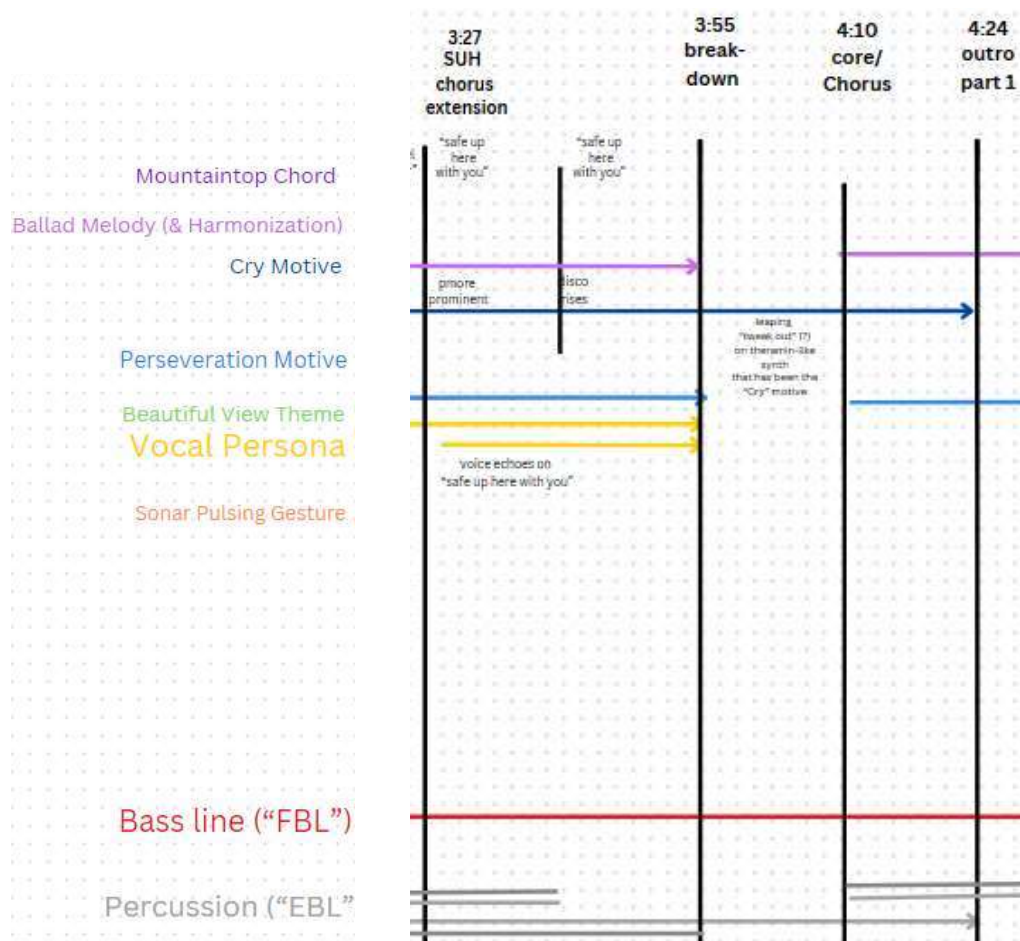 3:27
SUH
chorus
extension
3:55
break-
down
4:10
core/
Chorus
4:24
outro
part 1
"safe up
here
with you"
"safe up
here
with you"
Mountaintop Chord
Ballad Melody (& Harmonization)
Cry Motive
pmore
prominent
disco
rises
leaping
"tweek out" (?)
on theramin-like
synth
that has been the
"Cry" motive
Perseveration Motive
Beautiful View Theme
Vocal Persona
voice echoes on
"safe up here with you"
Sonar Pulsing Gesture
Bass line ("FBL")
Percussion ("EBL"